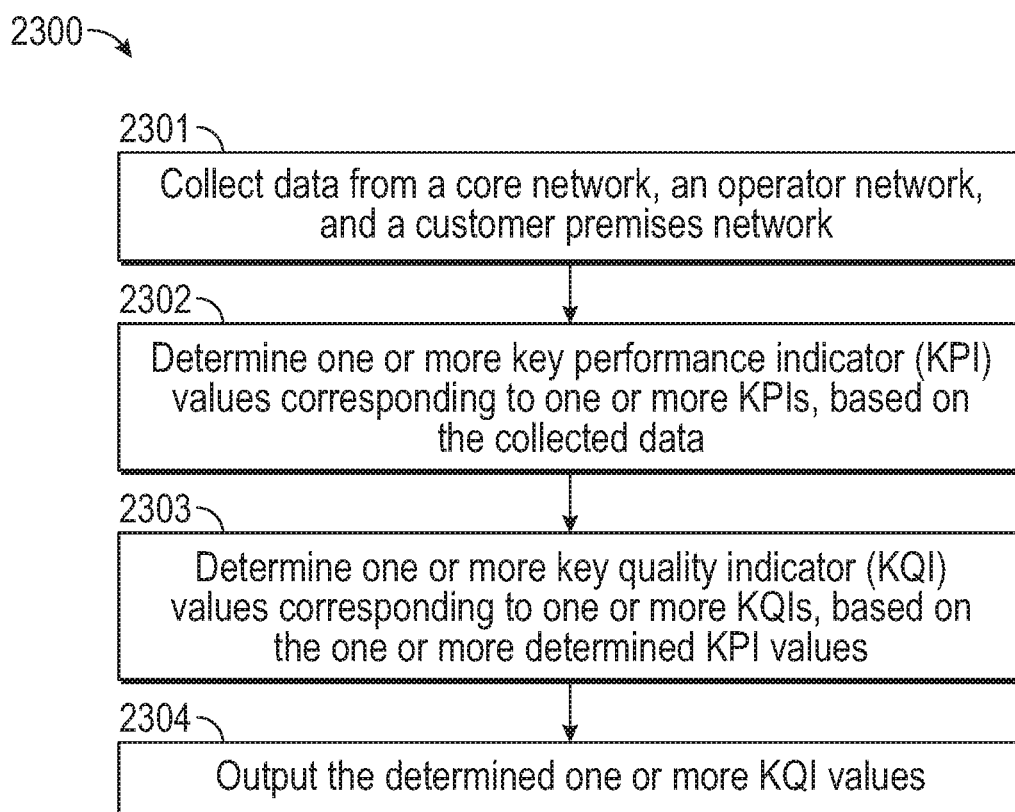 2300
2301
Collect data from a core network, an operator network,
and a customer premises network
2302
Determine one or more key performance indicator (KPI)
values corresponding to one or more KPIs, based on
the collected data
2303
Determine one or more key quality indicator (KQI)
values corresponding to one or more KQIs, based on
the one or more determined KPI values
2304
Output the determined one or more KQI values